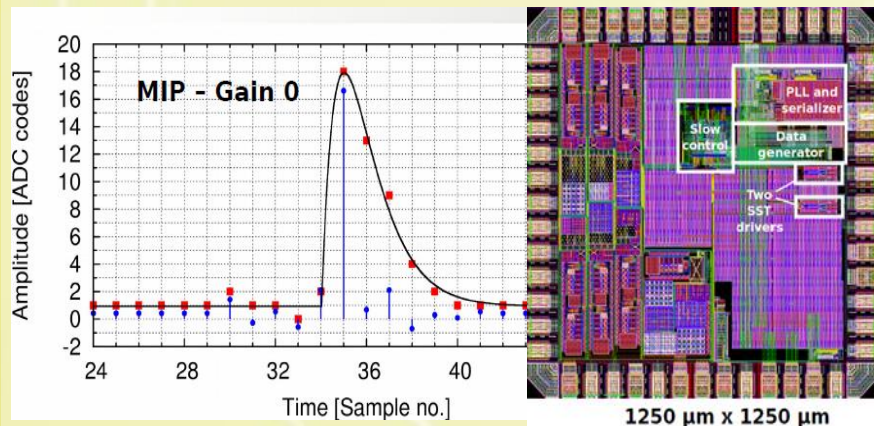 MIP - Gain 0
Amplitude [ADC codes]
20
18
16
14
12
10
8
6
4
2
0
-2
24
28
32
36
40
Time [Sample no.]
PLL and
serializer
Slow
control
Data
generator
Two
SST
drivers
1250 µm x 1250 µm